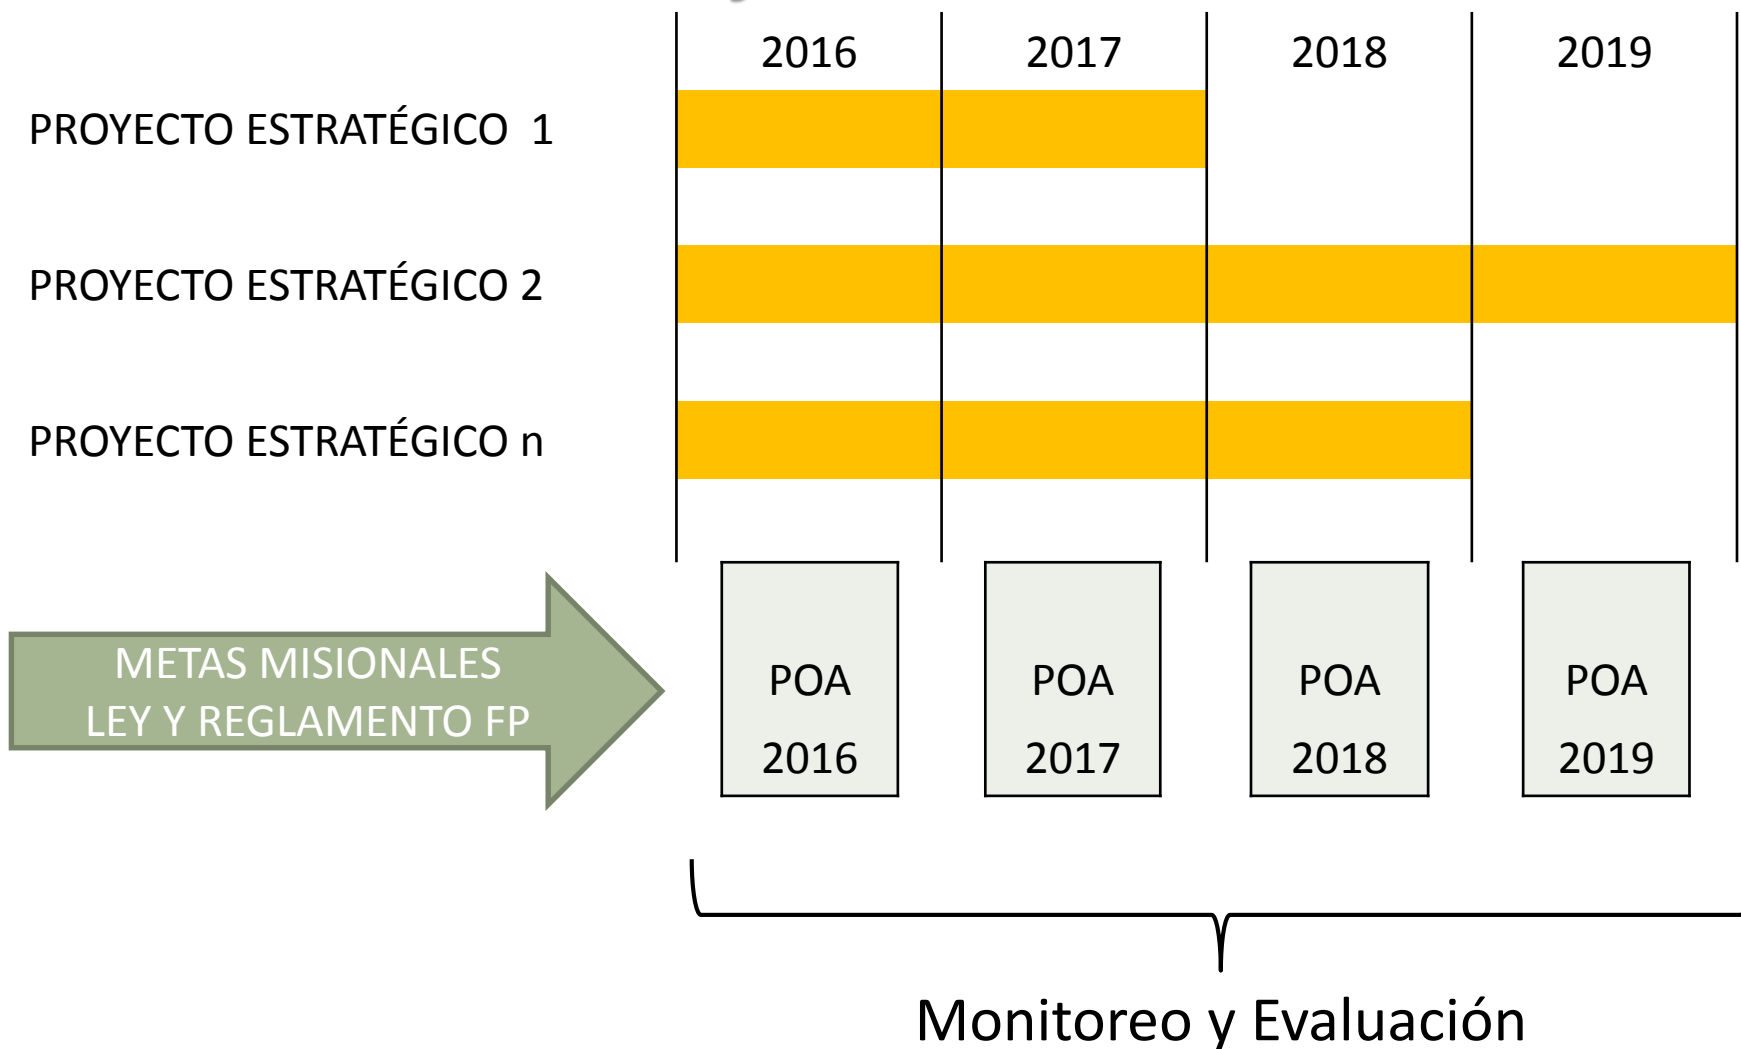 2016 2017 2018 2019
PROYECTO ESTRATÉGICO 1
PROYECTO ESTRATÉGICO 2
PROYECTO ESTRATÉGICO n
METAS MISIONALES
LEY Y REGLAMENTO FP
POA
2016
POA
2017
POA
2018
POA
2019
Monitoreo y Evaluación